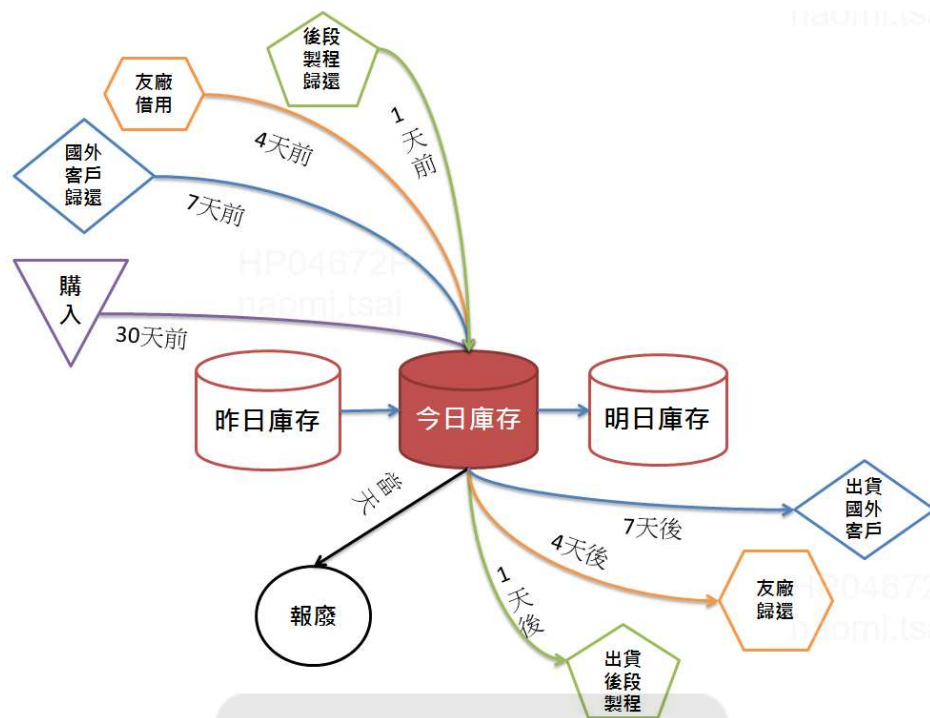 naomi.tsai
後段
製程
歸還
友廠
借用
1天前
4天前
國外
客戶
歸還
7天前
HP04672P
naomi.tsai
購
入
30天前
昨日庫存
今日庫存
明日庫存
當天
出貨
國外
客戶
7天後
4天後
1天後
友廠
歸還
HP04672
naomi.tsa
報廢
出貨
後段
製程